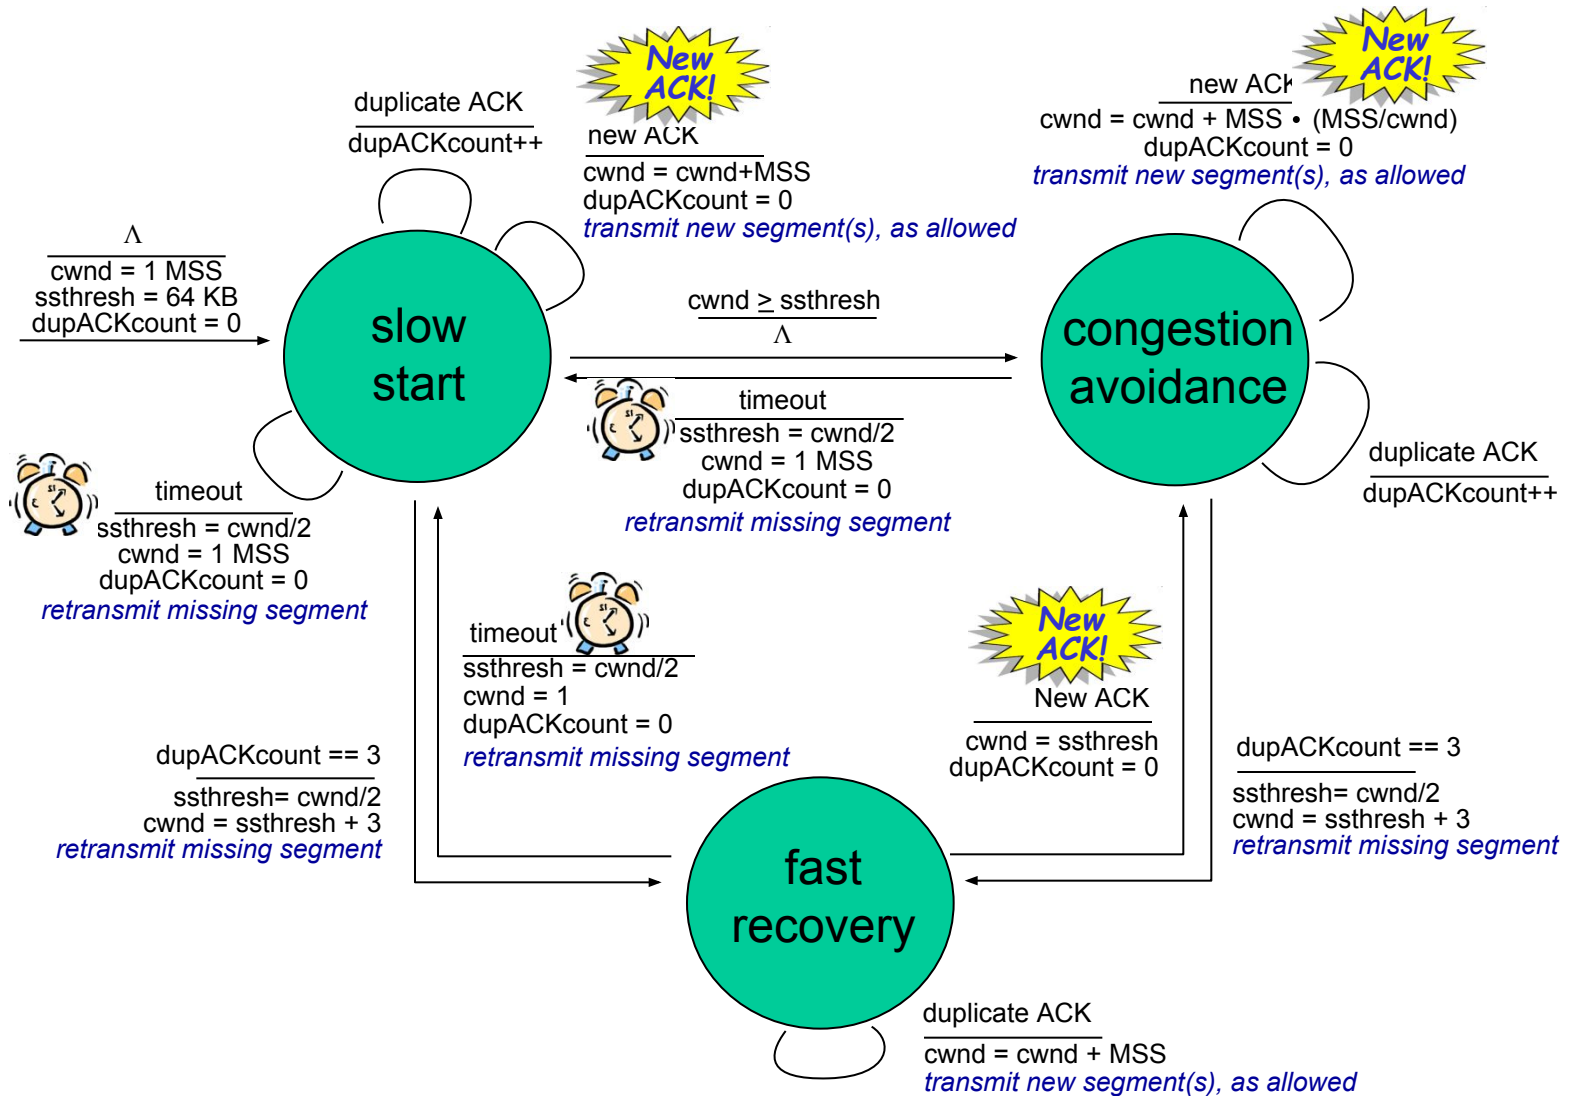 New
ACK!
duplicate ACK
dupACKcount++
new ACK
cwnd = cwnd+MSS
dupACKcount = 0
transmit new segment(s), as allowed
New
ACK!
new ACK
cwnd = cwnd + MSS • (MSS/cwnd)
dupACKcount = 0
transmit new segment(s), as allowed
Λ
cwnd = 1 MSS
ssthresh = 64 KB
dupACKcount = 0
slow
start
cwnd ≥ ssthresh
Λ
congestion
avoidance
timeout
ssthresh = cwnd/2
cwnd = 1 MSS
dupACKcount = 0
retransmit missing segment
duplicate ACK
dupACKcount++
timeout
ssthresh = cwnd/2
cwnd = 1 MSS
dupACKcount = 0
retransmit missing segment
timeout
ssthresh = cwnd/2
cwnd = 1
dupACKcount = 0
retransmit missing segment
New
ACK!
New ACK
cwnd = ssthresh
dupACKcount = 0
dupACKcount == 3
ssthresh= cwnd/2
cwnd = ssthresh + 3
retransmit missing segment
dupACKcount == 3
ssthresh= cwnd/2
cwnd = ssthresh + 3
retransmit missing segment
fast
recovery
duplicate ACK
cwnd = cwnd + MSS
transmit new segment(s), as allowed